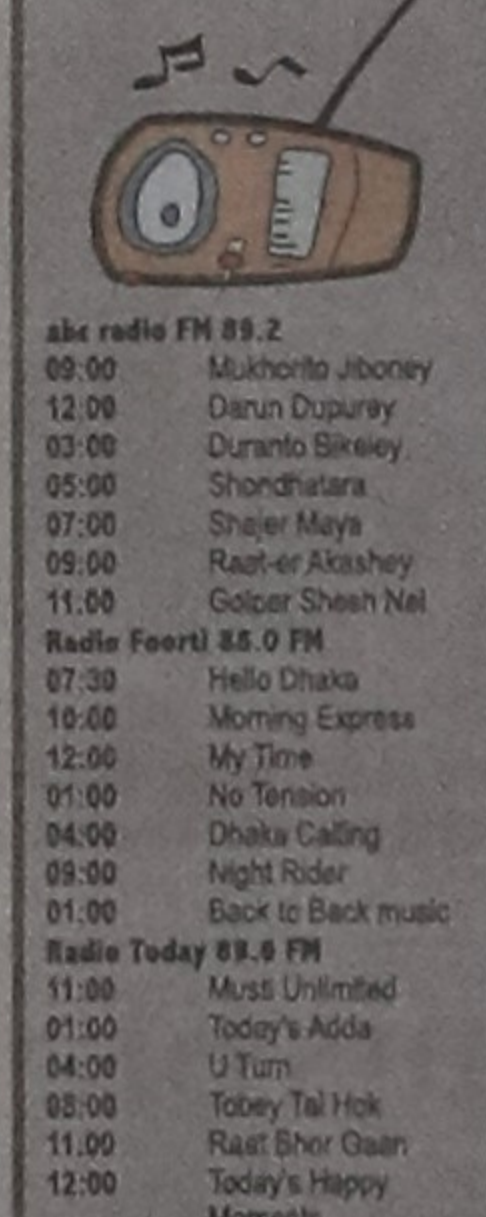 abc radio FM 89.2
09:00 Mukhorito Jiboney
12:00 Darun Dupurey
03:00 Duranto Bikeley
05:00 Shondhatara
07:00 Shajer Maya
09:00 Raat-er Akashey
11:00 Golper Shesh Nei
Radio Foorti 88.0 FM
07:30 Hello Dhaka
10:00 Morning Express
12:00 My Time
01:00 No Tension
04:00 Dhaka Calling
09:00 Night Rider
01:00 Back to Back music
Radio Today 89.6 FM
11:00 Musti Unlimited
01:00 Today's Adda
04:00 U Turn
08:00 Tobey Tai Hok
11.00 Raat Bhor Gaan
12:00 Today's Happy